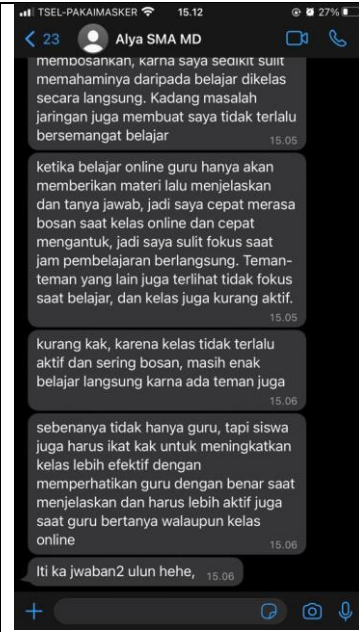 TSEL-PAKAIMASKER 15.12 27%
23 Alya SMA MD
membosankan, karna saya sedikit sulit
memahaminya daripada belajar dikelas
secara langsung. Kadang masalah
jaringan juga membuat saya tidak terlalu
bersemangat belajar 15.05
ketika belajar online guru hanya akan
memberikan materi lalu menjelaskan
dan tanya jawab, jadi saya cepat merasa
bosan saat kelas online dan cepat
mengantuk, jadi saya sulit fokus saat
jam pembelajaran berlangsung. Teman-
teman yang lain juga terlihat tidak fokus
saat belajar, dan kelas juga kurang aktif.
15.05
kurang kak, karena kelas tidak terlalu
aktif dan sering bosan, masih enak
belajar langsung karna ada teman juga
15.06
sebenanya tidak hanya guru, tapi siswa
juga harus ikat kak untuk meningkatkan
kelas lebih efektif dengan
memperhatikan guru dengan benar saat
menjelaskan dan harus lebih aktif juga
saat guru bertanya walaupun kelas
online 15.06
Iti ka jwaban2 ulun hehe, 15.06